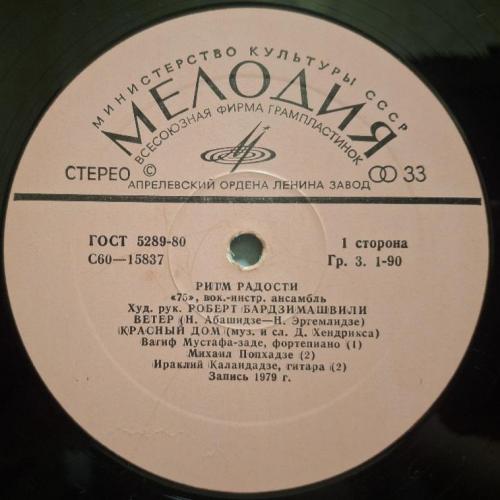 МИНИСТЕРСТВО КУЛЬТУРЫ СССР
МЕЛОДИЯ
ВСЕСОЮЗНАЯ ФИРМА ГРАМПЛАСТИНОК
СТЕРЕО © 33
АПРЕЛЕВСКИЙ ОРДЕНА ЛЕНИНА ЗАВОД
ГОСТ 5289-80 1 сторона
С60—15837 Гр. 3. 1-90
РИТМ РАДОСТИ
«75», вок.-инстр. ансамбль
Худ. рук. РОБЕРТ БАРДЗИМАШВИЛИ
ВЕТЕР (Н. Абашидзе—Н. Эргемлидзе)
КРАСНЫЙ ДОМ (муз. и сл. Д. Хендрикса)
Вагиф Мустафа-заде, фортепиано (1)
Михаил Попхадзе (2)
Ираклий Каландадзе, гитара (2)
Запись 1979 г.